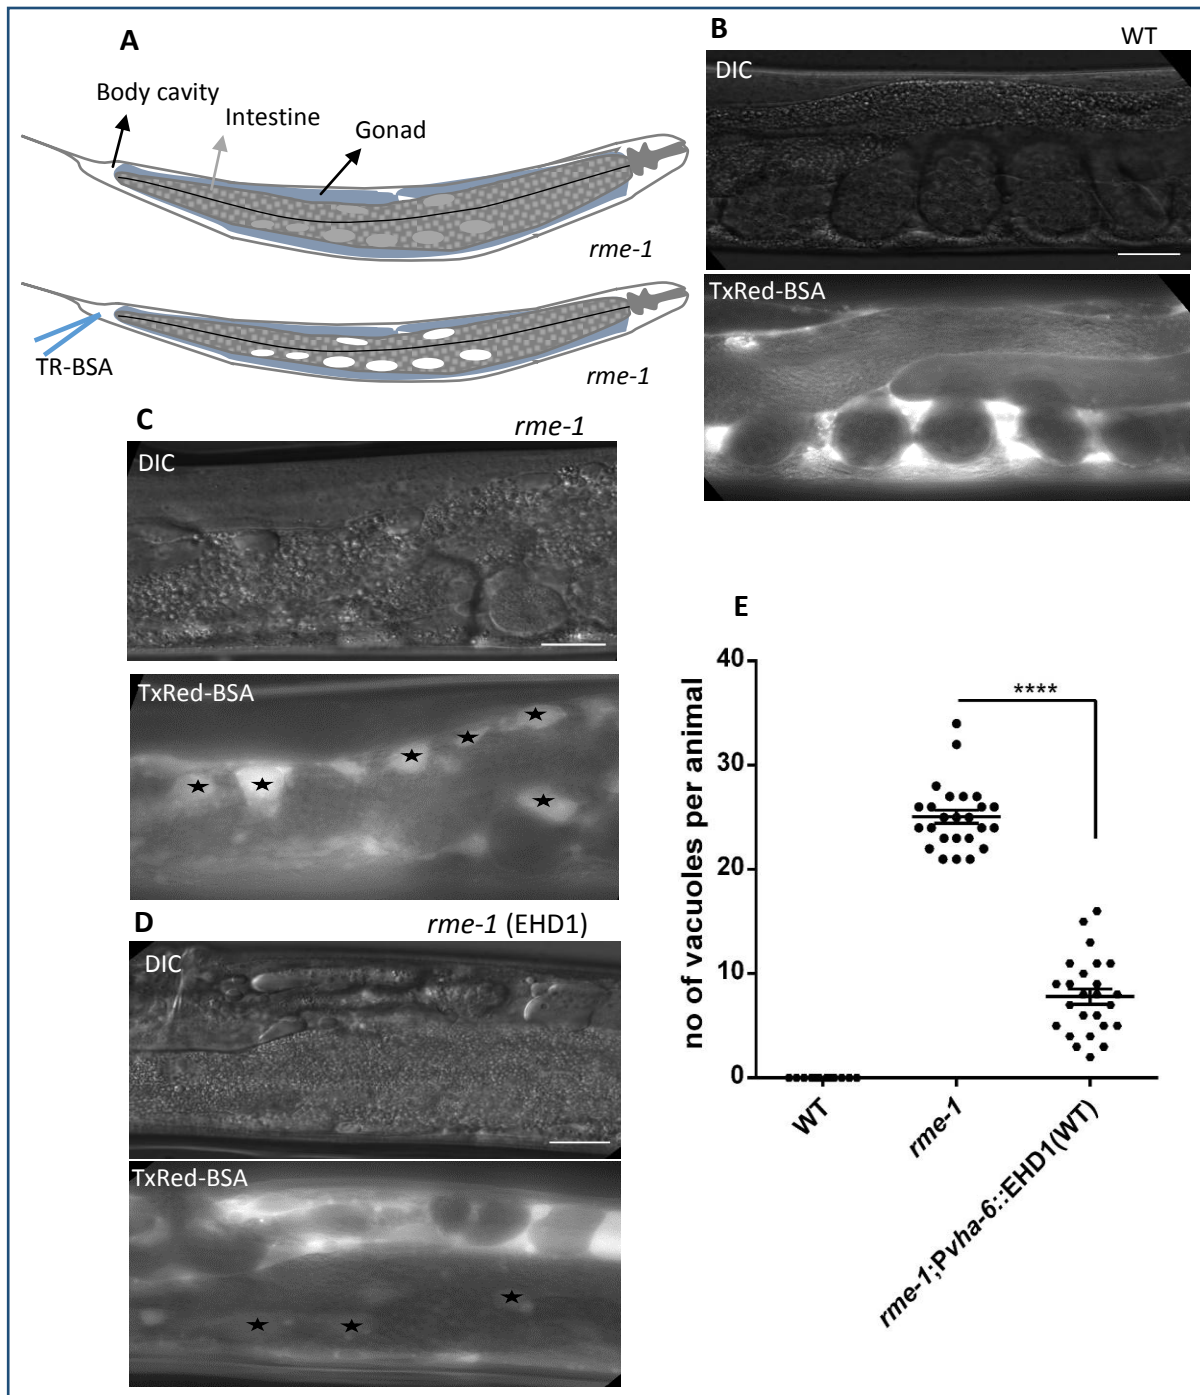 A
Body cavity
Intestine
Gonad
rme-1
TR-BSA
rme-1
B
WT
DIC
TxRed-BSA
C
rme-1
DIC
TxRed-BSA
D
rme-1 (EHD1)
DIC
TxRed-BSA
E
no of vacuoles per animal
40
30
20
10
0
****
WT
rme-1
rme-1;Pvha-6::EHD1(WT)